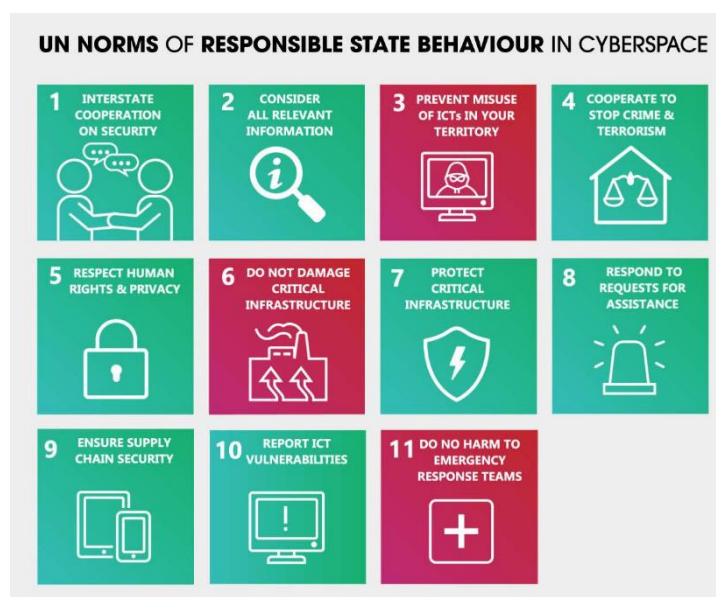 UN NORMS OF RESPONSIBLE STATE BEHAVIOUR IN CYBERSPACE
1 INTERSTATE
COOPERATION
ON SECURITY
2 CONSIDER
ALL RELEVANT
INFORMATION
i
3 PREVENT MISUSE
OF ICTs IN YOUR
TERRITORY
4 COOPERATE TO
STOP CRIME &
TERRORISM
5 RESPECT HUMAN
RIGHTS & PRIVACY
6 DO NOT DAMAGE
CRITICAL
INFRASTRUCTURE
7 PROTECT
CRITICAL
INFRASTRUCTURE
8 RESPOND TO
REQUESTS FOR
ASSISTANCE
9 ENSURE SUPPLY
CHAIN SECURITY
10 REPORT ICT
VULNERABILITIES
!
11 DO NO HARM TO
EMERGENCY
RESPONSE TEAMS